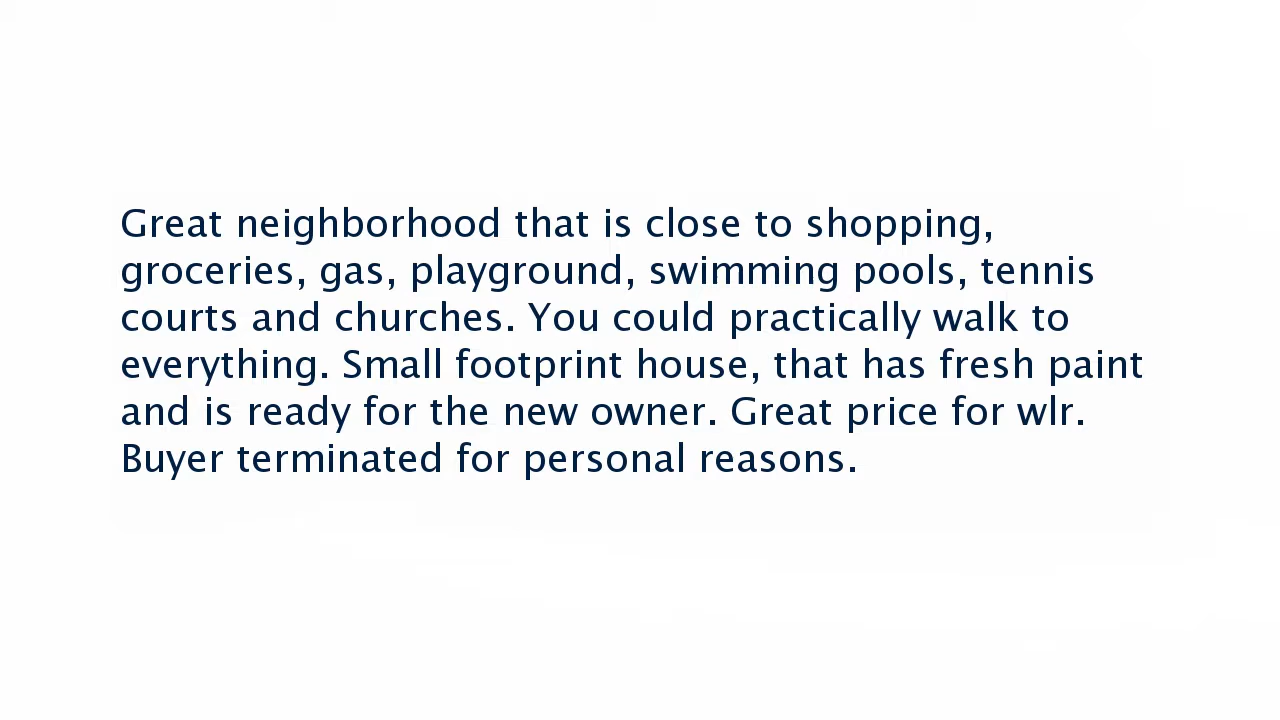 Great neighborhood that is close to shopping,
groceries, gas, playground, swimming pools, tennis
courts and churches. You could practically walk to
everything. Small footprint house, that has fresh paint
and is ready for the new owner. Great price for wlr.
Buyer terminated for personal reasons.